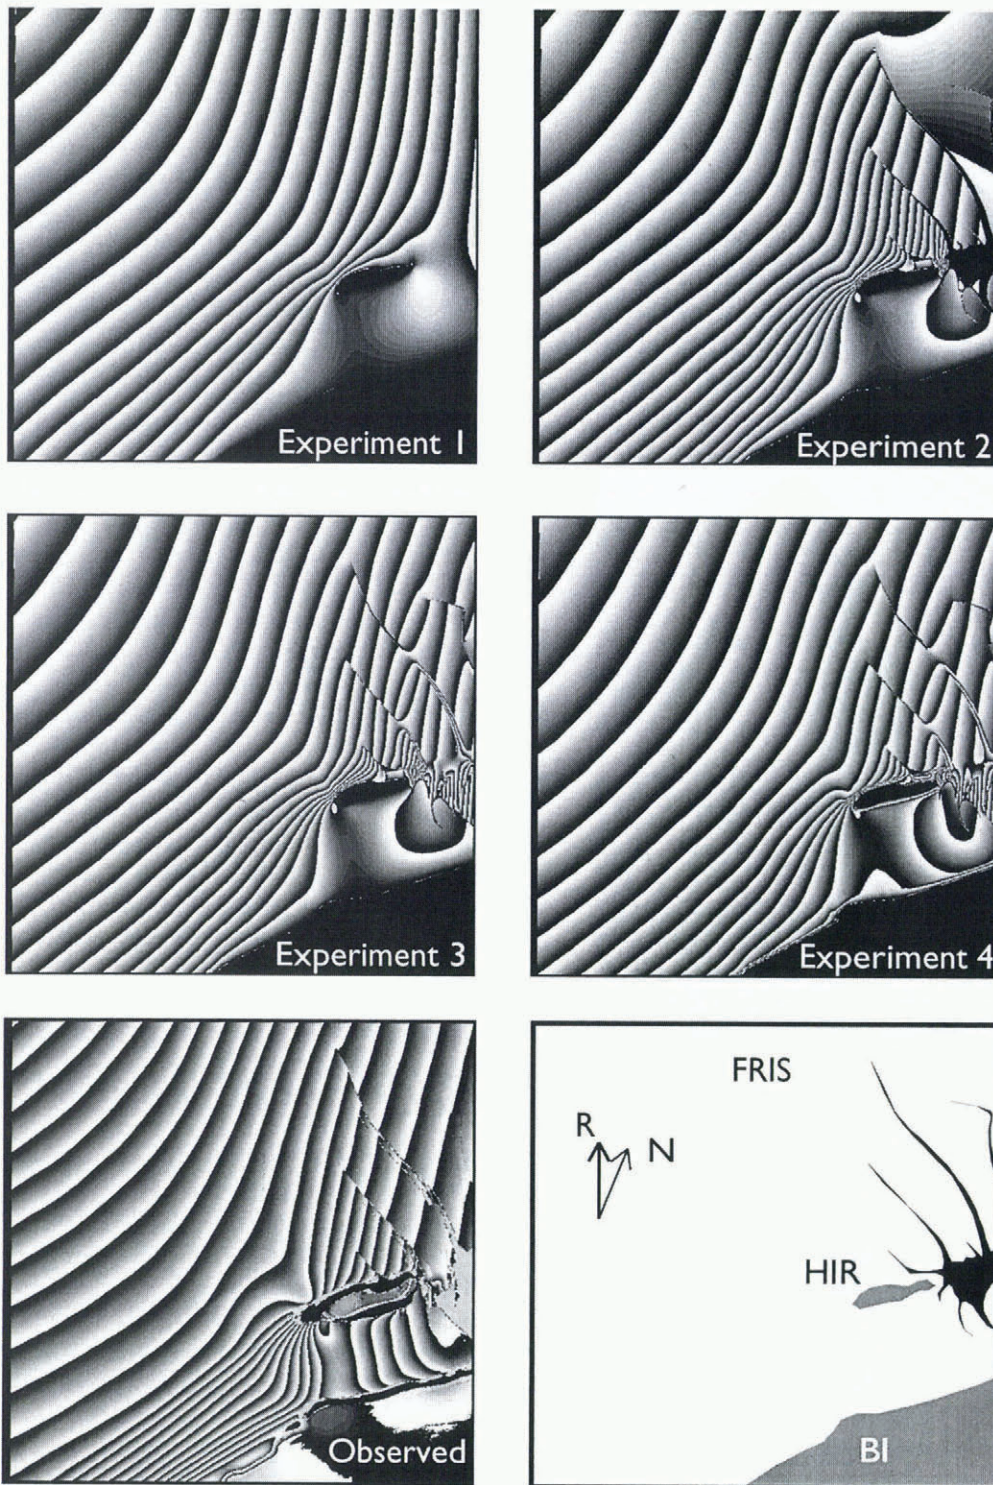 Experiment 1
Experiment 2
Experiment 3
Experiment 4
Observed
FRIS
R
N
HIR
BI